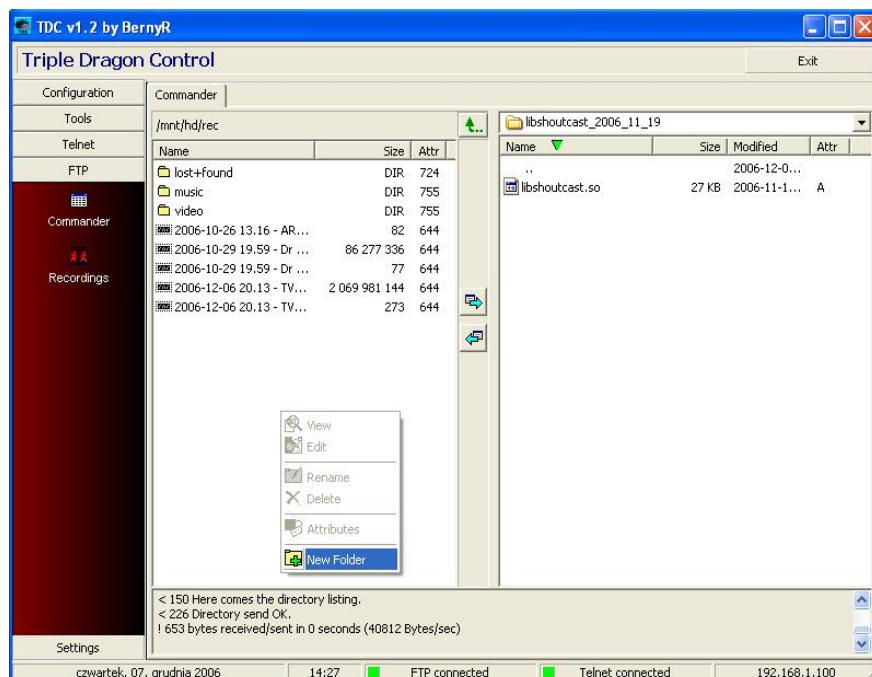 TDC v1.2 by BernyR
Triple Dragon Control
Exit
Configuration
Tools
Telnet
FTP
Commander
Recordings
Settings
Commander
/mnt/hd/rec
Name Size Attr
lost+found DIR 724
music DIR 755
video DIR 755
2006-10-26 13.16 - AR... 82 644
2006-10-29 19.59 - Dr ... 86 277 336 644
2006-10-29 19.59 - Dr ... 77 644
2006-12-06 20.13 - TV... 2 069 981 144 644
2006-12-06 20.13 - TV... 273 644
View
Edit
Rename
Delete
Attributes
New Folder
libshoutcast_2006_11_19
Name Size Modified Attr
.. 2006-12-0...
libshoutcast.so 27 KB 2006-11-1... A
< 150 Here comes the directory listing.
< 226 Directory send OK.
! 653 bytes received/sent in 0 seconds (40812 Bytes/sec)
czwartek, 07. grudnia 2006 14:27 FTP connected Telnet connected 192.168.1.100